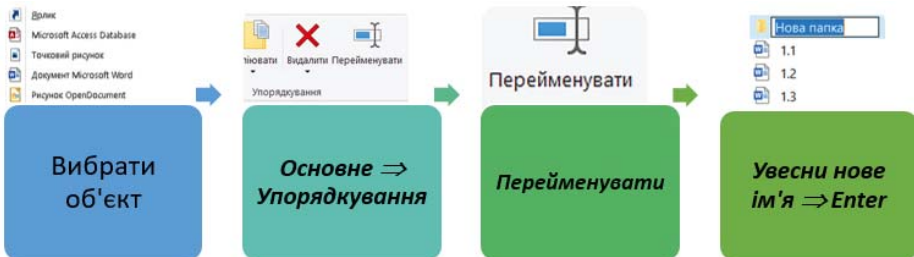 Ярлик
Microsoft Access Database
Точковий рисунок
Документ Microsoft Word
Рисунок OpenDocument
Вибрати
об'єкт
піювати Видалити Перейменувати
Упорядкування
Основне ⇒
Упорядкування
Перейменувати
Перейменувати
Нова папка
1.1
1.2
1.3
Увесни нове
ім'я ⇒ Enter